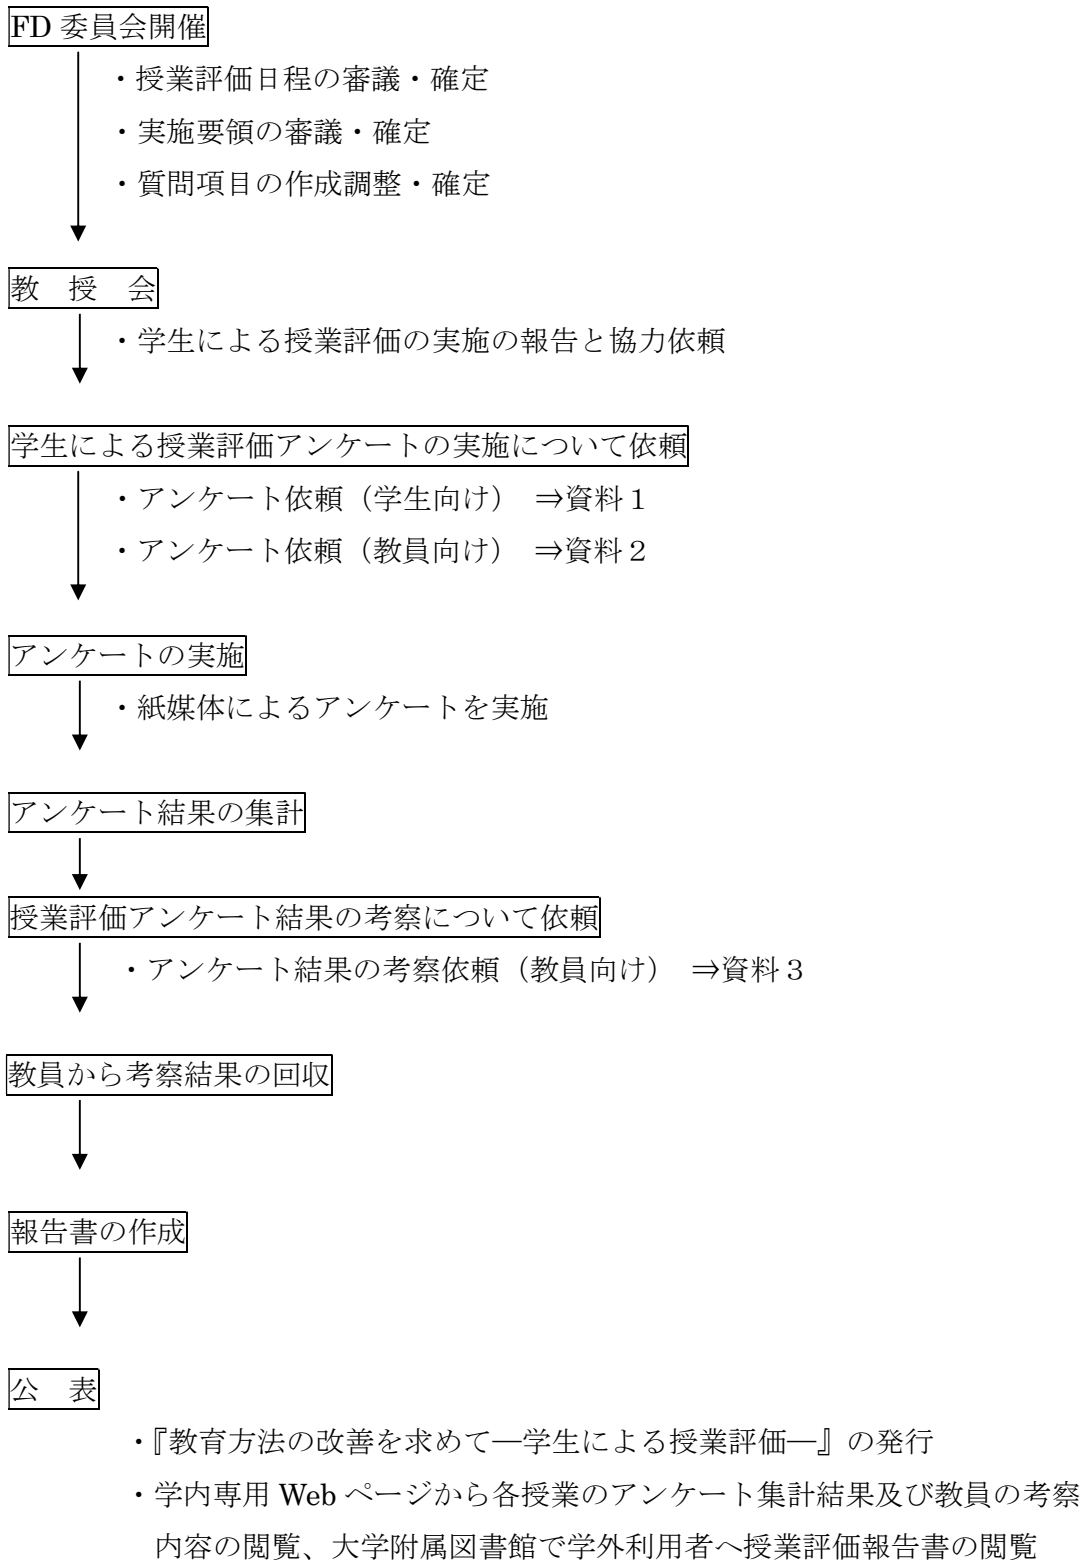 FD 委員会開催
・授業評価日程の審議・確定
・実施要領の審議・確定
・質問項目の作成調整・確定
教　授　会
・学生による授業評価の実施の報告と協力依頼
学生による授業評価アンケートの実施について依頼
・アンケート依頼（学生向け）　⇒資料１
・アンケート依頼（教員向け）　⇒資料２
アンケートの実施
・紙媒体によるアンケートを実施
アンケート結果の集計
授業評価アンケート結果の考察について依頼
・アンケート結果の考察依頼（教員向け）　⇒資料３
教員から考察結果の回収
報告書の作成
公　表
・『教育方法の改善を求めて―学生による授業評価―』の発行
・学内専用 Web ページから各授業のアンケート集計結果及び教員の考察
内容の閲覧、大学附属図書館で学外利用者へ授業評価報告書の閲覧